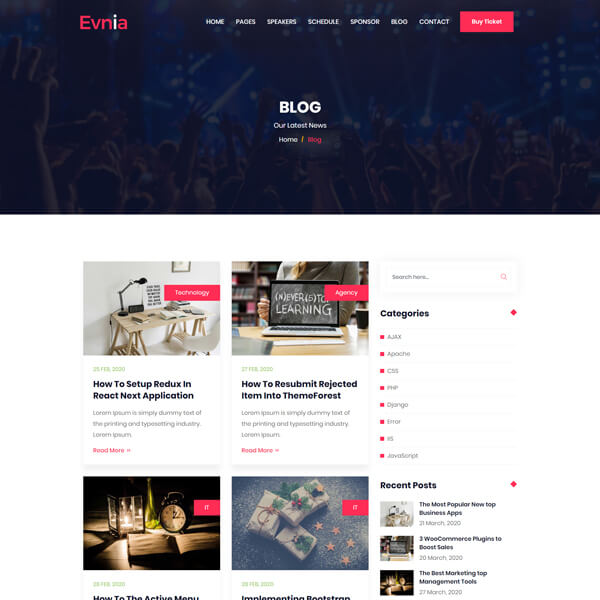 Evnia
HOME PAGES SPEAKERS SCHEDULE SPONSOR BLOG CONTACT Buy Ticket
BLOG
Our Latest News
Home / Blog
Technology
25 FEB, 2020
How To Setup Redux In
React Next Application
Lorem Ipsum is simply dummy text of
the printing and typesetting industry.
Lorem Ipsum.
Read More »
Agency
(N)EVER (S)TOP
LEARNING
27 FEB, 2020
How To Resubmit Rejected
Item Into ThemeForest
Lorem Ipsum is simply dummy text of
the printing and typesetting industry.
Lorem Ipsum.
Read More »
IT
28 FEB, 2020
How To The Active Menu
IT
28 FEB, 2020
Implementing Bootstrap
Search here...
Categories
AJAX
Apache
CSS
PHP
Django
Error
IIS
JavaScript
Recent Posts
The Most Popular New top
Business Apps
21 March, 2020
3 WooCommerce Plugins to
Boost Sales
20 March, 2020
The Best Marketing top
Management Tools
19 March, 2020